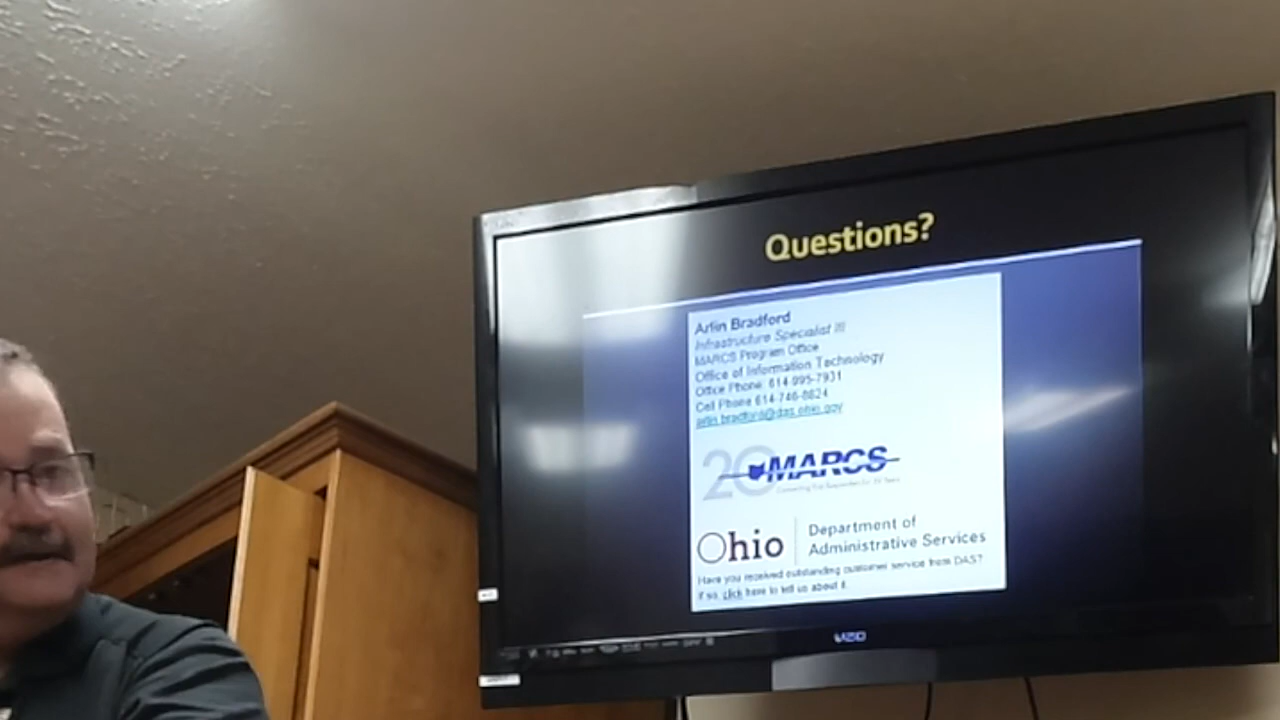 Questions?
Arlin Bradford
Infrastructure Specialist III
MARCS Program Office
Office of Information Technology
Office Phone: 614-995-7931
Cell Phone 614-746-8824
arlin.bradford@das.ohio.gov
20 MARCS
Ohio
Department of
Administrative Services
Have you received outstanding customer service from DAS?
If so, click here to tell us about it.
VIZIO